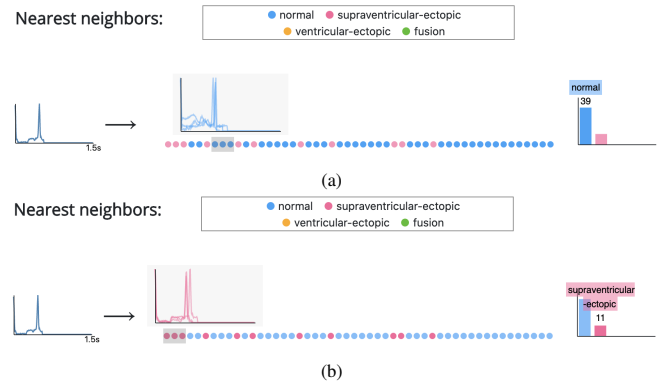 Nearest neighbors:
normal supraventricular-ectopic
ventricular-ectopic fusion
normal
39
1.5s
(a)
Nearest neighbors:
normal supraventricular-ectopic
ventricular-ectopic fusion
supraventricular
-ectopic
11
1.5s
(b)